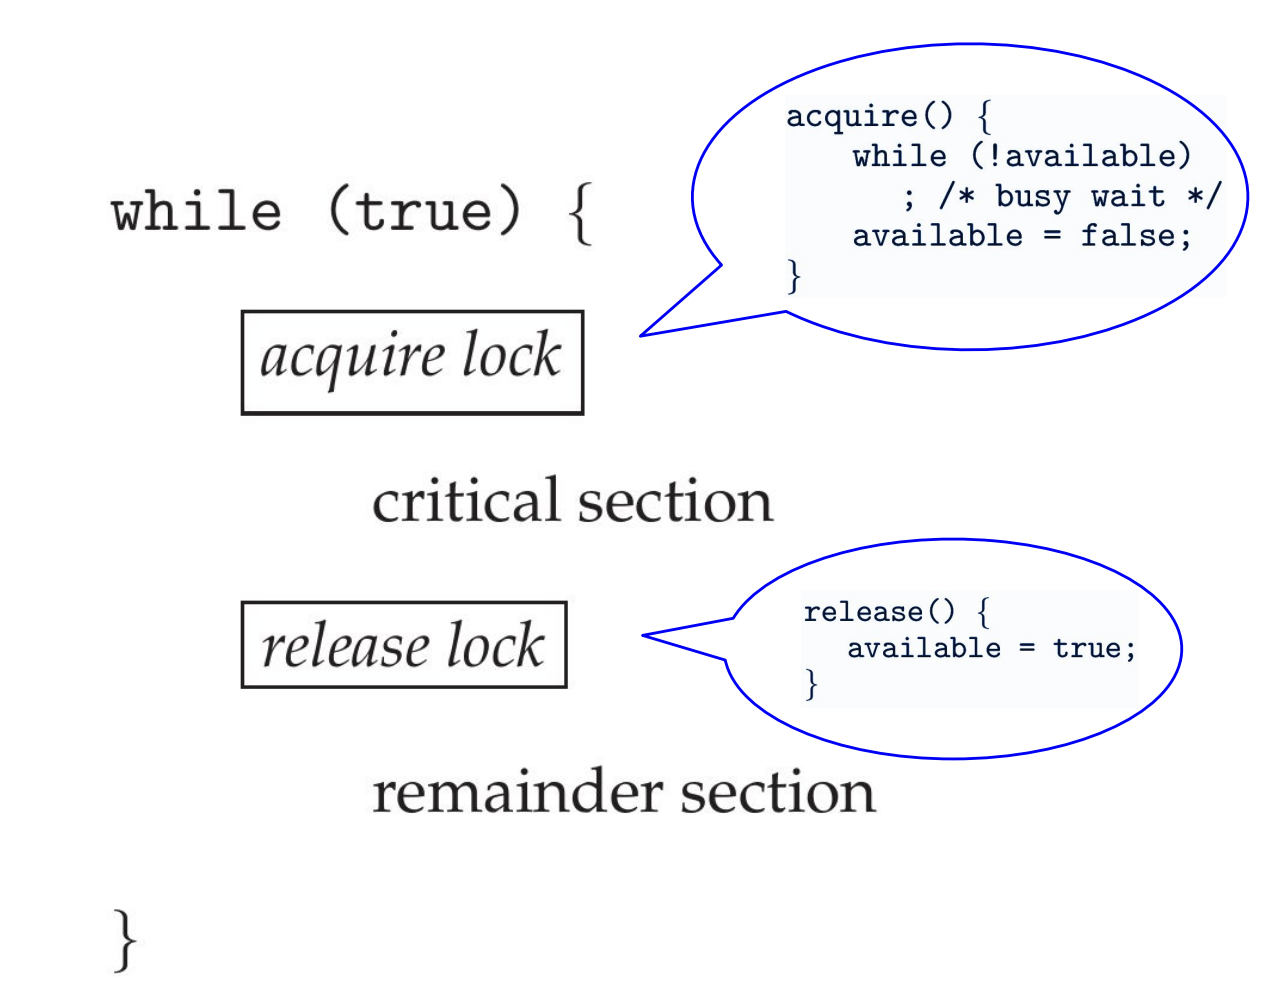 while (true) {
acquire lock
critical section
release lock
remainder section
}
acquire() {
while (!available)
; /* busy wait */
available = false;
}
release() {
available = true;
}